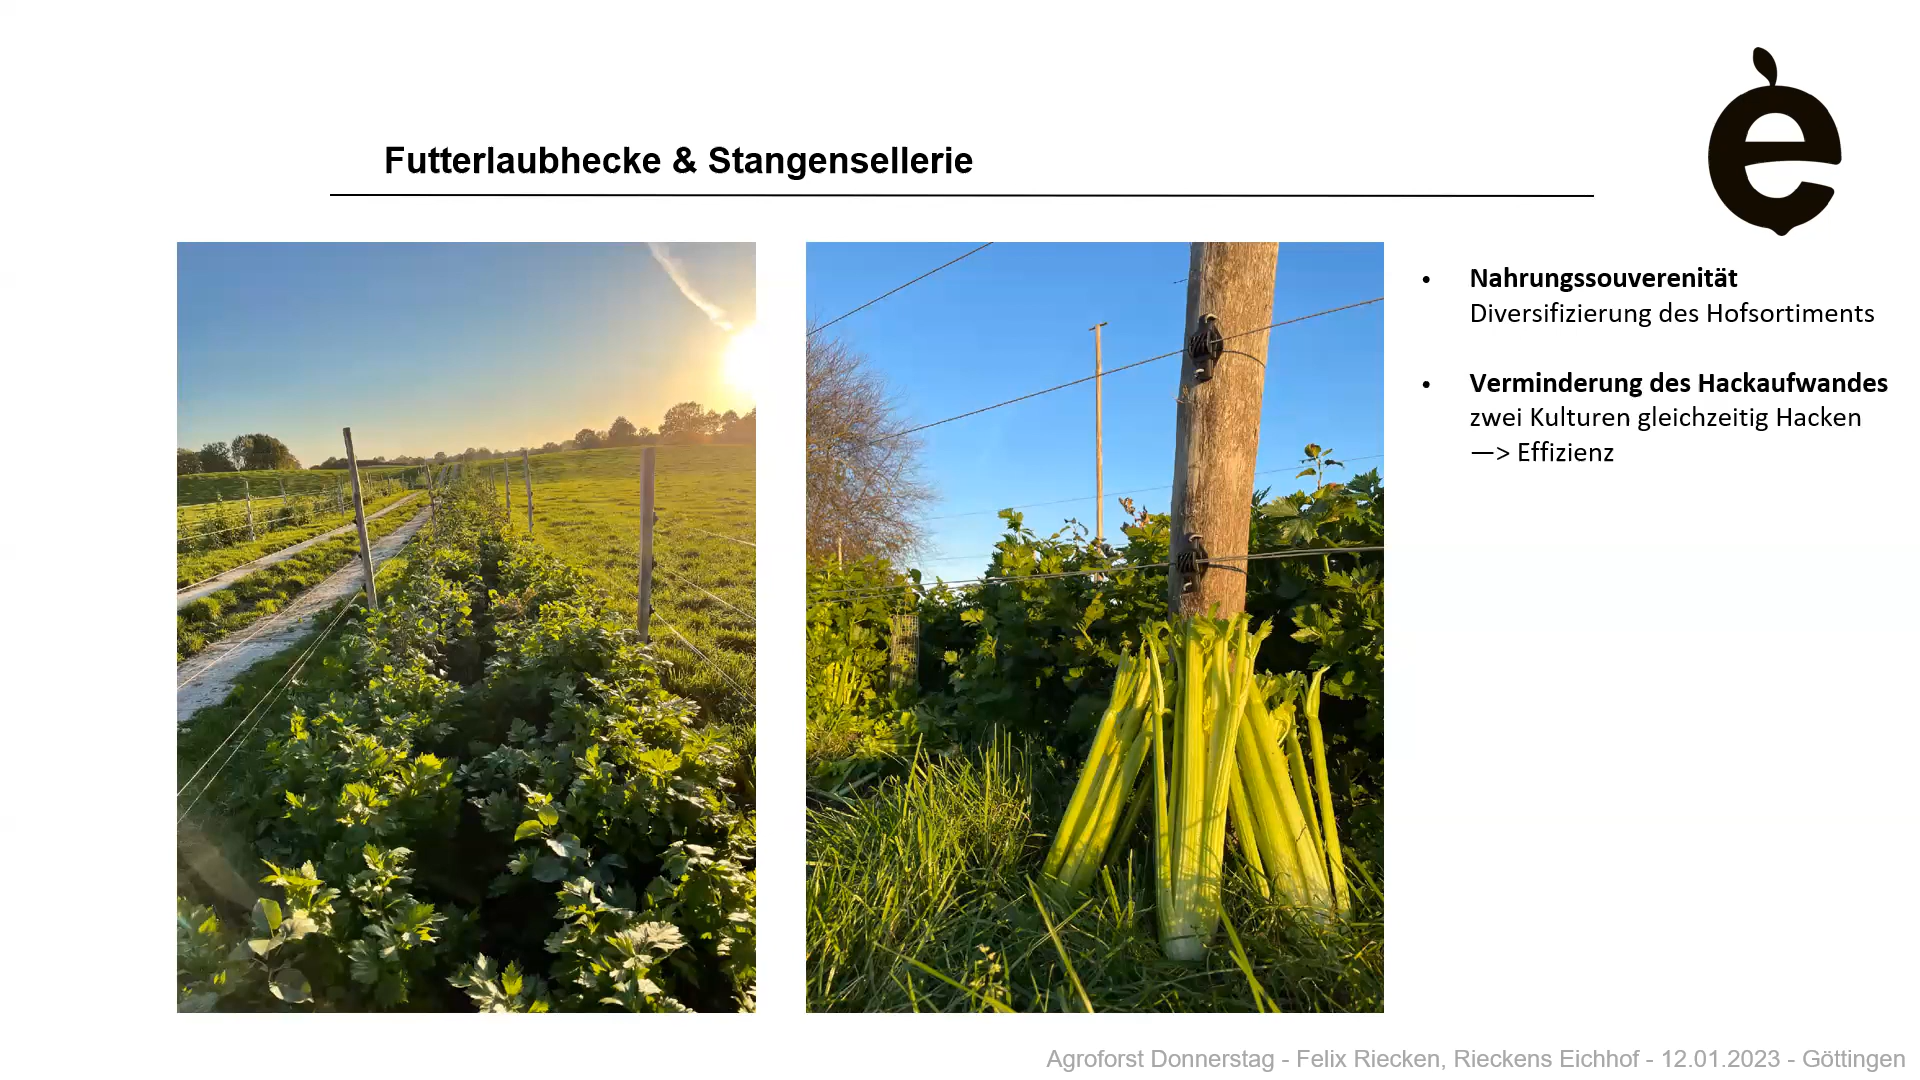 Futterlaubhecke & Stangensellerie
e
• Nahrungssouverenität
Diversifizierung des Hofsortiments
• Verminderung des Hackaufwandes
zwei Kulturen gleichzeitig Hacken
—> Effizienz
Agroforst Donnerstag - Felix Riecken, Rieckens Eichhof - 12.01.2023 - Göttingen